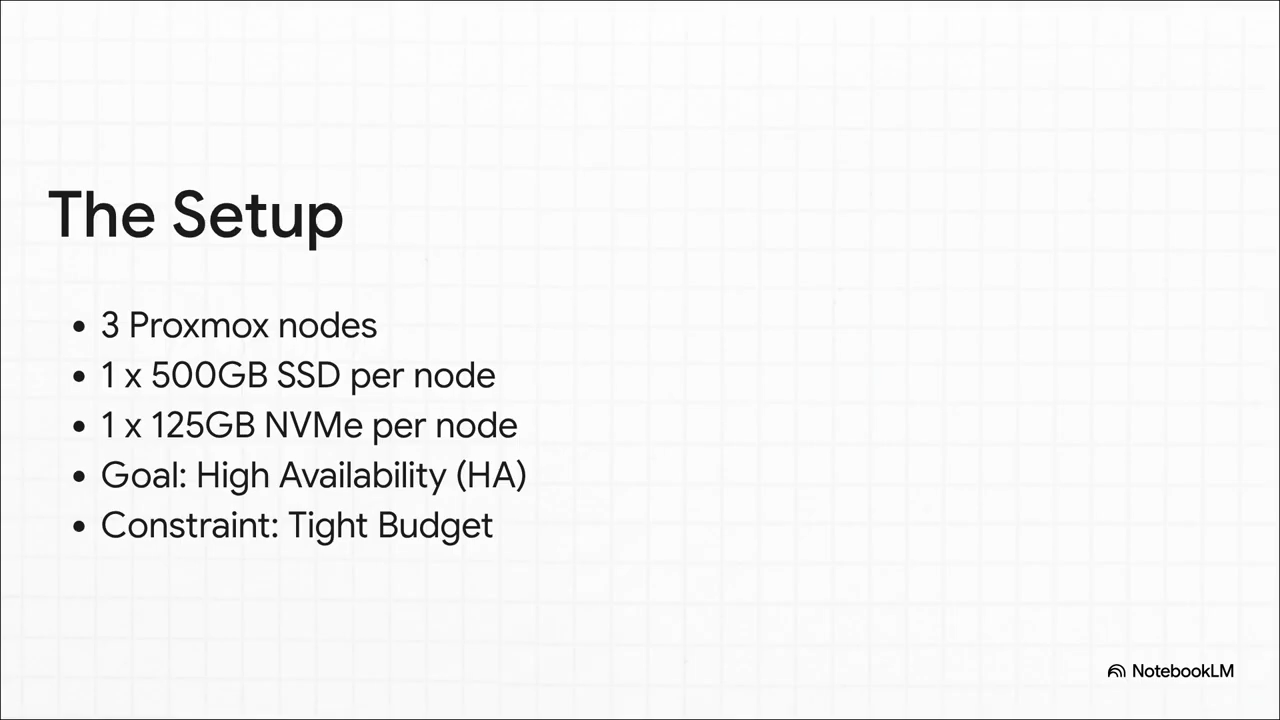 The Setup
• 3 Proxmox nodes
• 1 x 500GB SSD per node
• 1 x 125GB NVMe per node
• Goal: High Availability (HA)
• Constraint: Tight Budget
NotebookLM